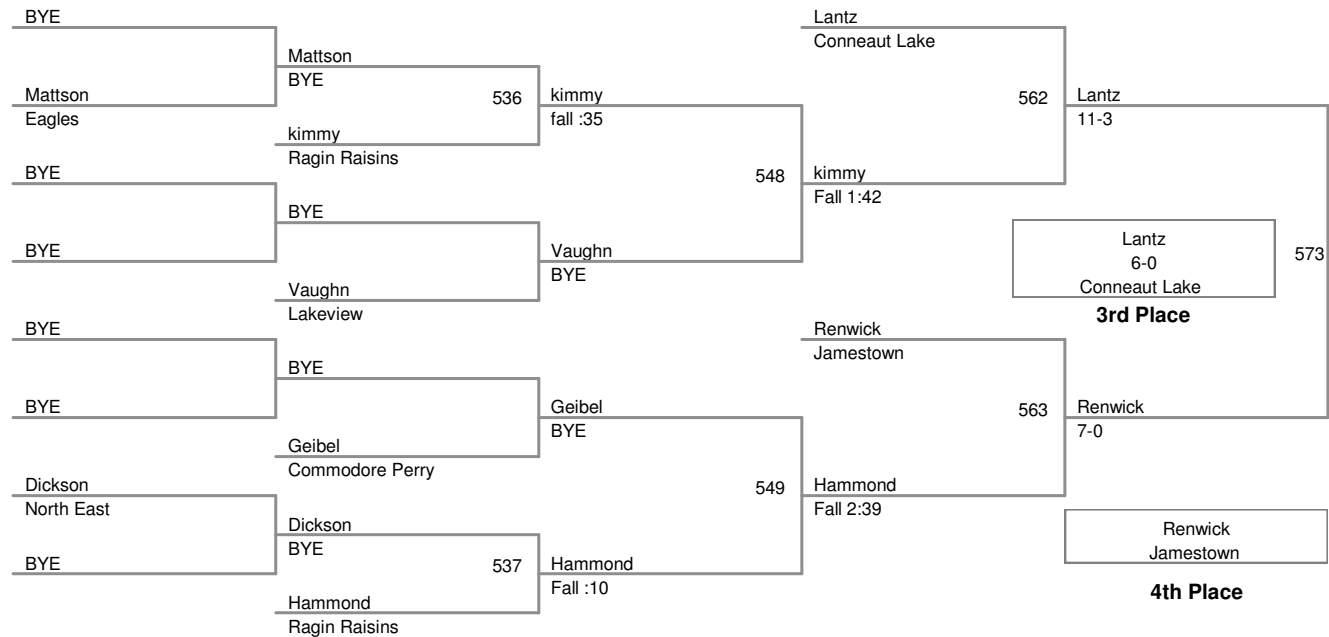 BYE
Mattson
BYE
Mattson
Eagles
536
kimmy
fall :35
kimmy
Ragin Raisins
BYE
BYE
BYE
Vaughn
BYE
Vaughn
Lakeview
548
kimmy
Fall 1:42
Lantz
Conneaut Lake
562
Lantz
11-3
Lantz
6-0
Conneaut Lake
3rd Place
573
BYE
BYE
BYE
Geibel
BYE
Geibel
Commodore Perry
Dickson
North East
Dickson
BYE
BYE
537
Hammond
Fall :10
Hammond
Ragin Raisins
549
Hammond
Fall 2:39
Renwick
Jamestown
563
Renwick
7-0
Renwick
Jamestown
4th Place